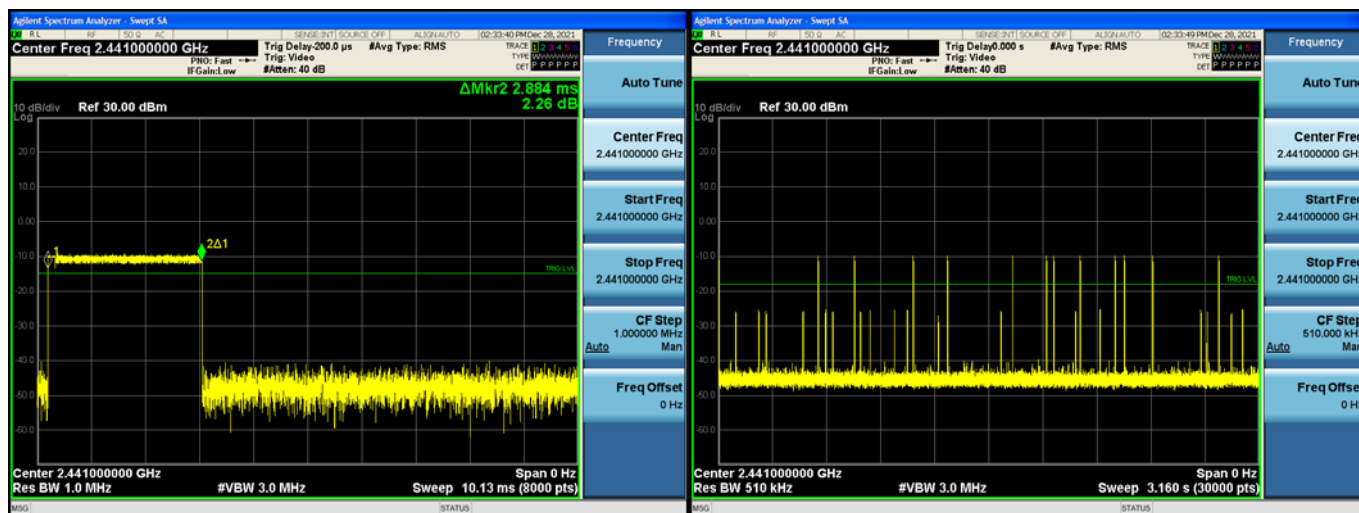 Agilent Spectrum Analyzer - Swept SA
RL RF 50 Ω AC SENSE:INT SOURCE OFF ALIGN AUTO 02:33:40 PM Dec 28, 2021
Center Freq 2.441000000 GHz
PNO: Fast
IFGain:Low
Trig Delay-200.0 µs
Trig: Video
#Atten: 40 dB
#Avg Type: RMS
TRACE 1 2 3 4 5 6
TYPE
DET P P P P P P
ΔMkr2 2.884 ms
2.26 dB
10 dB/div
Log
Ref 30.00 dBm
20.0
10.0
0.00
-10.0
-20.0
-30.0
-40.0
-50.0
-60.0
1
2Δ1
TRIG LVL
Center 2.441000000 GHz
Span 0 Hz
Res BW 1.0 MHz
#VBW 3.0 MHz
Sweep 10.13 ms (8000 pts)
MSG
STATUS
Frequency
Auto Tune
Center Freq
2.441000000 GHz
Start Freq
2.441000000 GHz
Stop Freq
2.441000000 GHz
CF Step
1.000000 MHz
Auto Man
Freq Offset
0 Hz
Agilent Spectrum Analyzer - Swept SA
RL RF 50 Ω AC SENSE:INT SOURCE OFF ALIGN AUTO 02:33:49 PM Dec 28, 2021
Center Freq 2.441000000 GHz
PNO: Fast
IFGain:Low
Trig Delay0.000 s
Trig: Video
#Atten: 40 dB
#Avg Type: RMS
TRACE 1 2 3 4 5 6
TYPE
DET P P P P P P
10 dB/div
Log
Ref 30.00 dBm
20.0
10.0
0.00
-10.0
-20.0
-30.0
-40.0
-50.0
-60.0
TRIG LVL
Center 2.441000000 GHz
Span 0 Hz
Res BW 510 kHz
#VBW 3.0 MHz
Sweep 3.160 s (30000 pts)
MSG
STATUS
Frequency
Auto Tune
Center Freq
2.441000000 GHz
Start Freq
2.441000000 GHz
Stop Freq
2.441000000 GHz
CF Step
510.000 kHz
Auto Man
Freq Offset
0 Hz